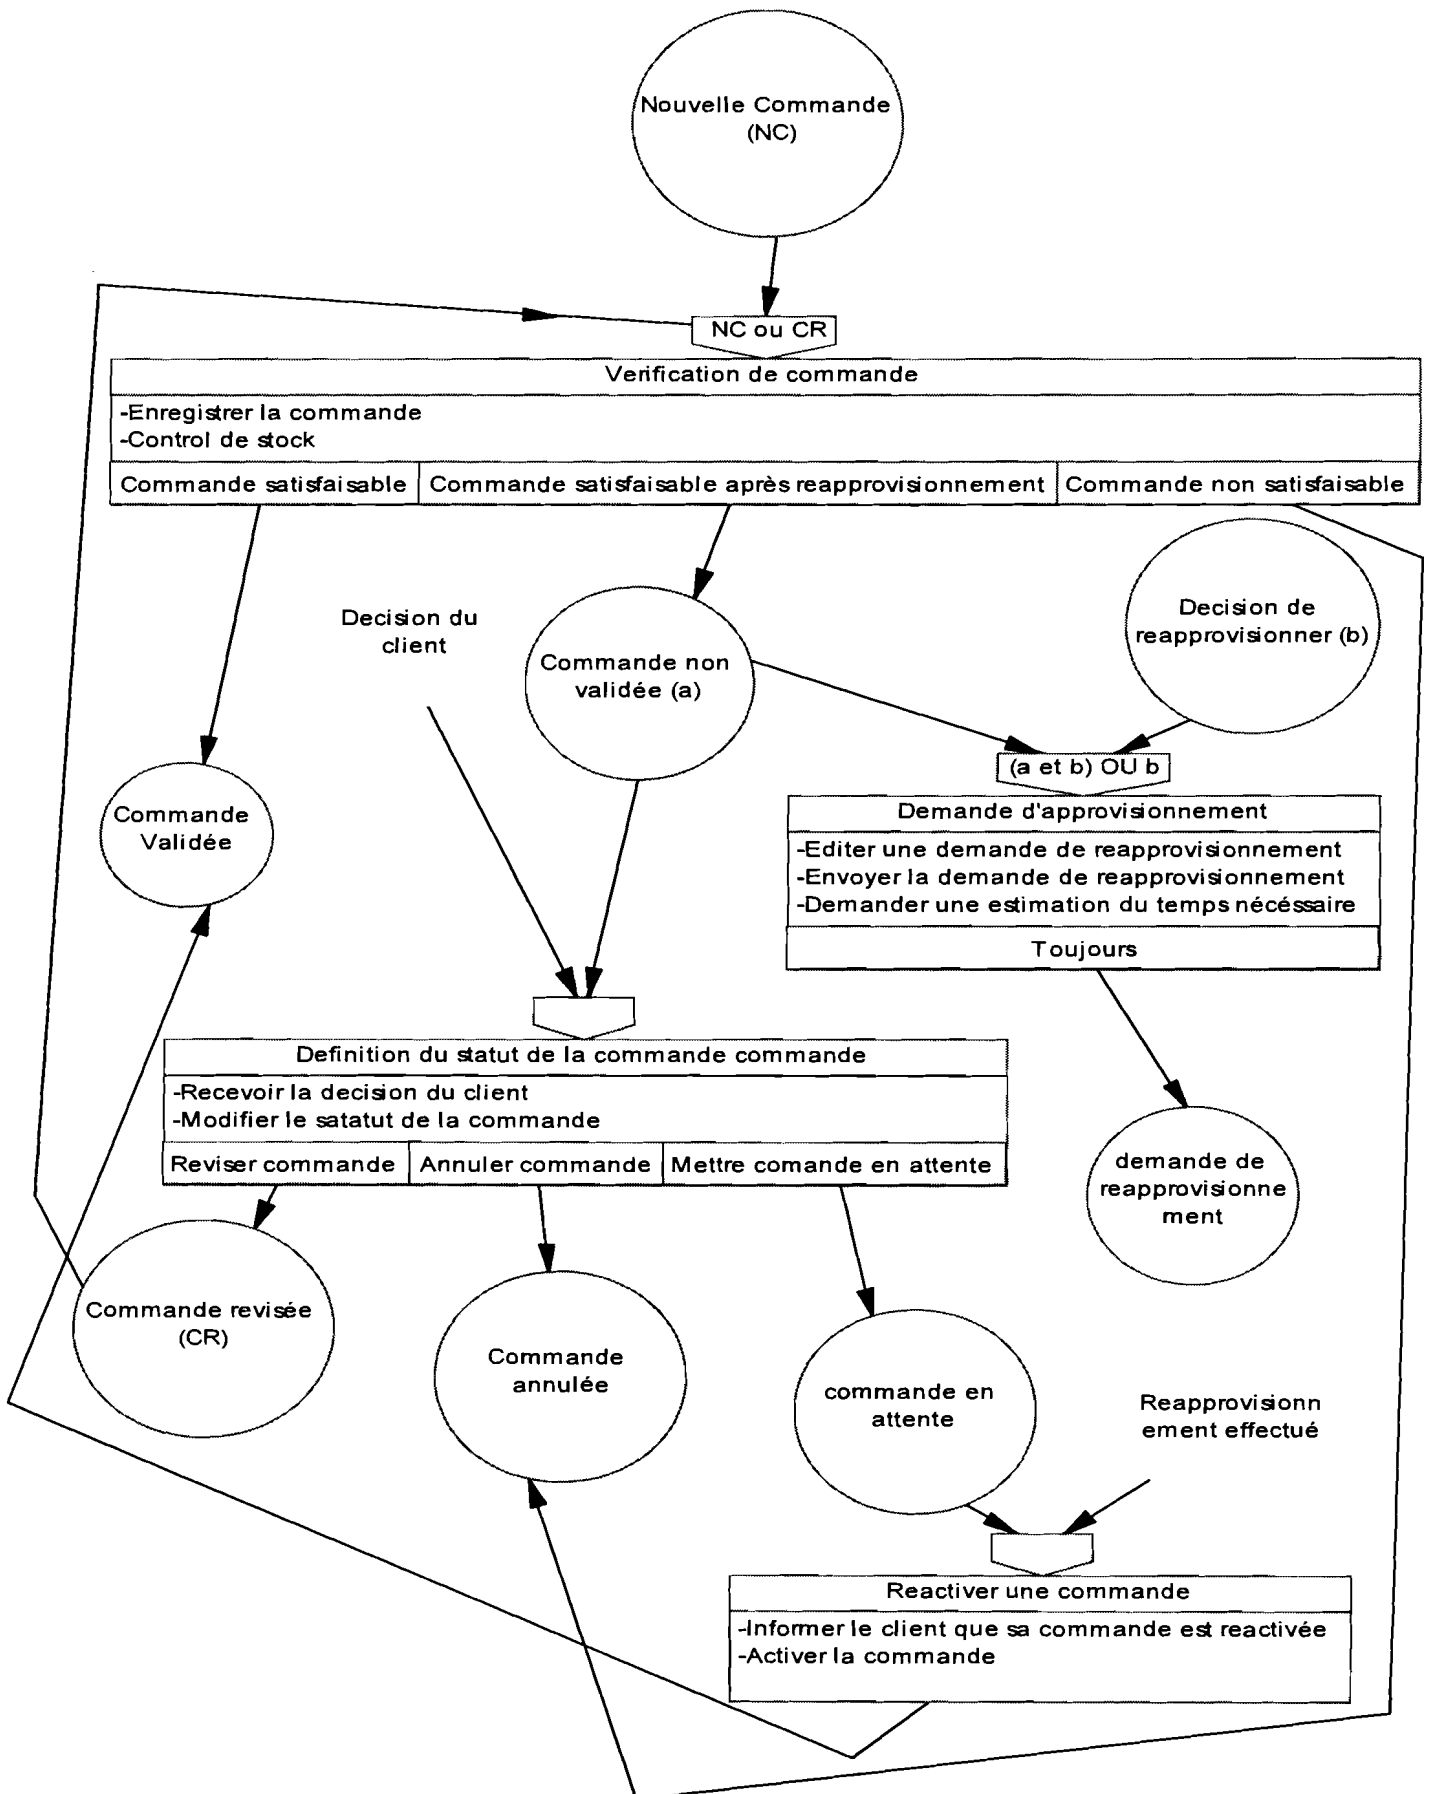 Nouvelle Commande
(NC)
NC ou CR
Verification de commande
-Enregistrer la commande
-Control de stock
Commande satisfaisable
Commande satisfaisable après reapprovisionnement
Commande non satisfaisable
Decision du
client
Commande non
validée (a)
Decision de
reapprovisionner (b)
(a et b) OU b
Commande
Validée
Demande d'approvisionnement
-Editer une demande de reapprovisionnement
-Envoyer la demande de reapprovisionnement
-Demander une estimation du temps nécéssaire
Toujours
Definition du statut de la commande commande
-Recevoir la decision du client
-Modifier le satatut de la commande
Reviser commande
Annuler commande
Mettre comande en attente
demande de
reapprovisionne
ment
Commande revisée
(CR)
Commande
annulée
commande en
attente
Reapprovisionn
ement effectué
Reactiver une commande
-Informer le client que sa commande est reactivée
-Activer la commande